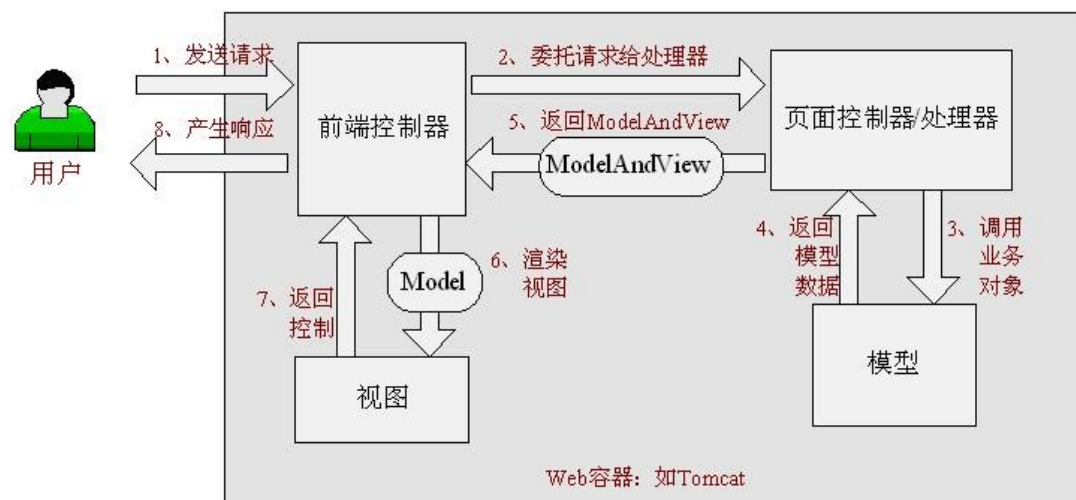 1、发送请求
2、委托请求给处理器
8、产生响应
用户
前端控制器
5、返回ModelAndView
ModelAndView
页面控制器/处理器
4、返回
模型
数据
3、调用
业务
对象
6、渲染
视图
Model
7、返回
控制
视图
模型
Web容器：如Tomcat